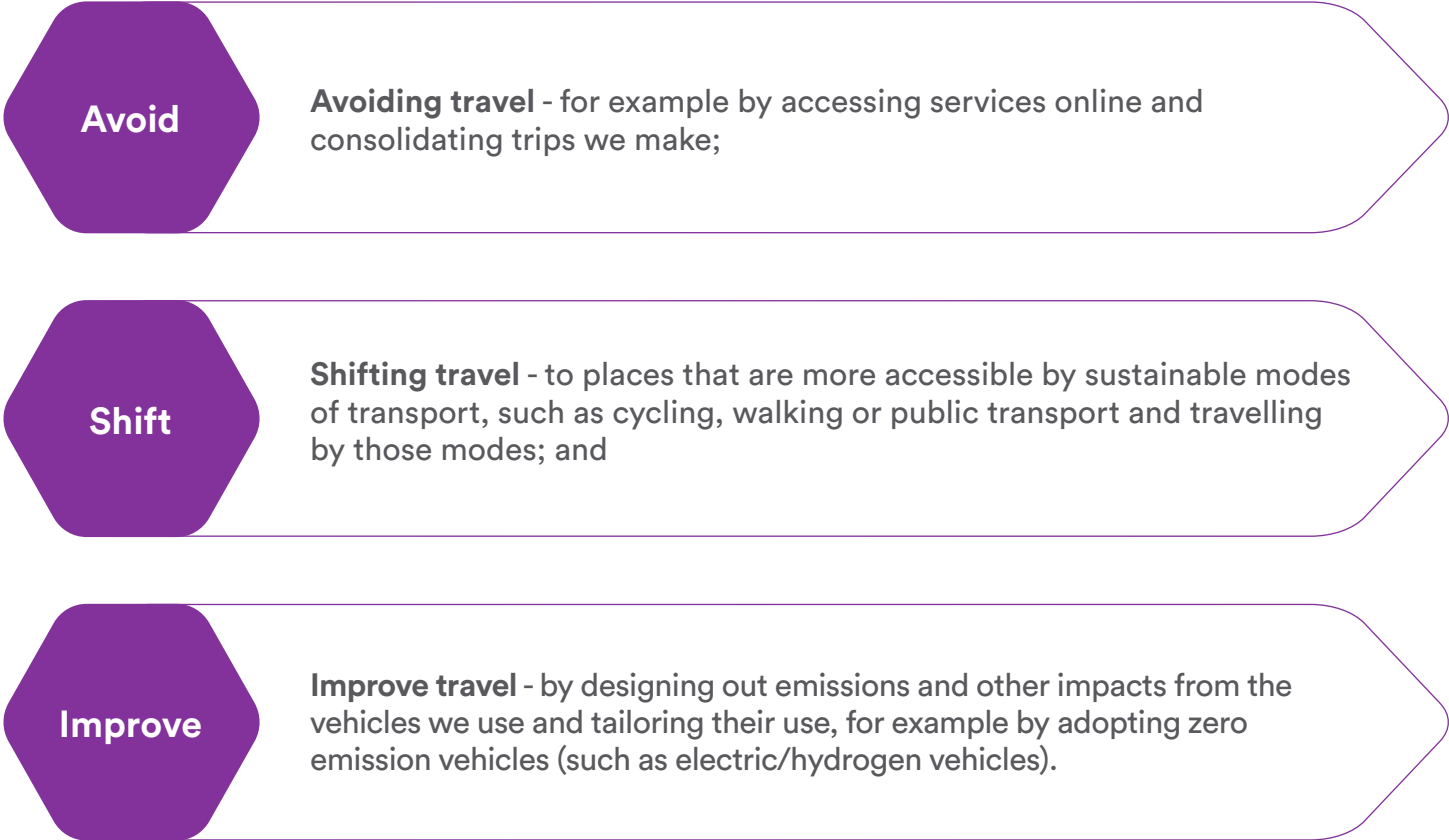 Avoid
Avoiding travel - for example by accessing services online and
consolidating trips we make;
Shift
Shifting travel - to places that are more accessible by sustainable modes
of transport, such as cycling, walking or public transport and travelling
by those modes; and
Improve
Improve travel - by designing out emissions and other impacts from the
vehicles we use and tailoring their use, for example by adopting zero
emission vehicles (such as electric/hydrogen vehicles).